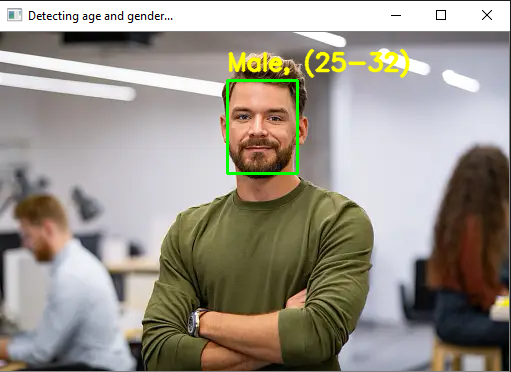 Detecting age and gender...
Male, (25-32)